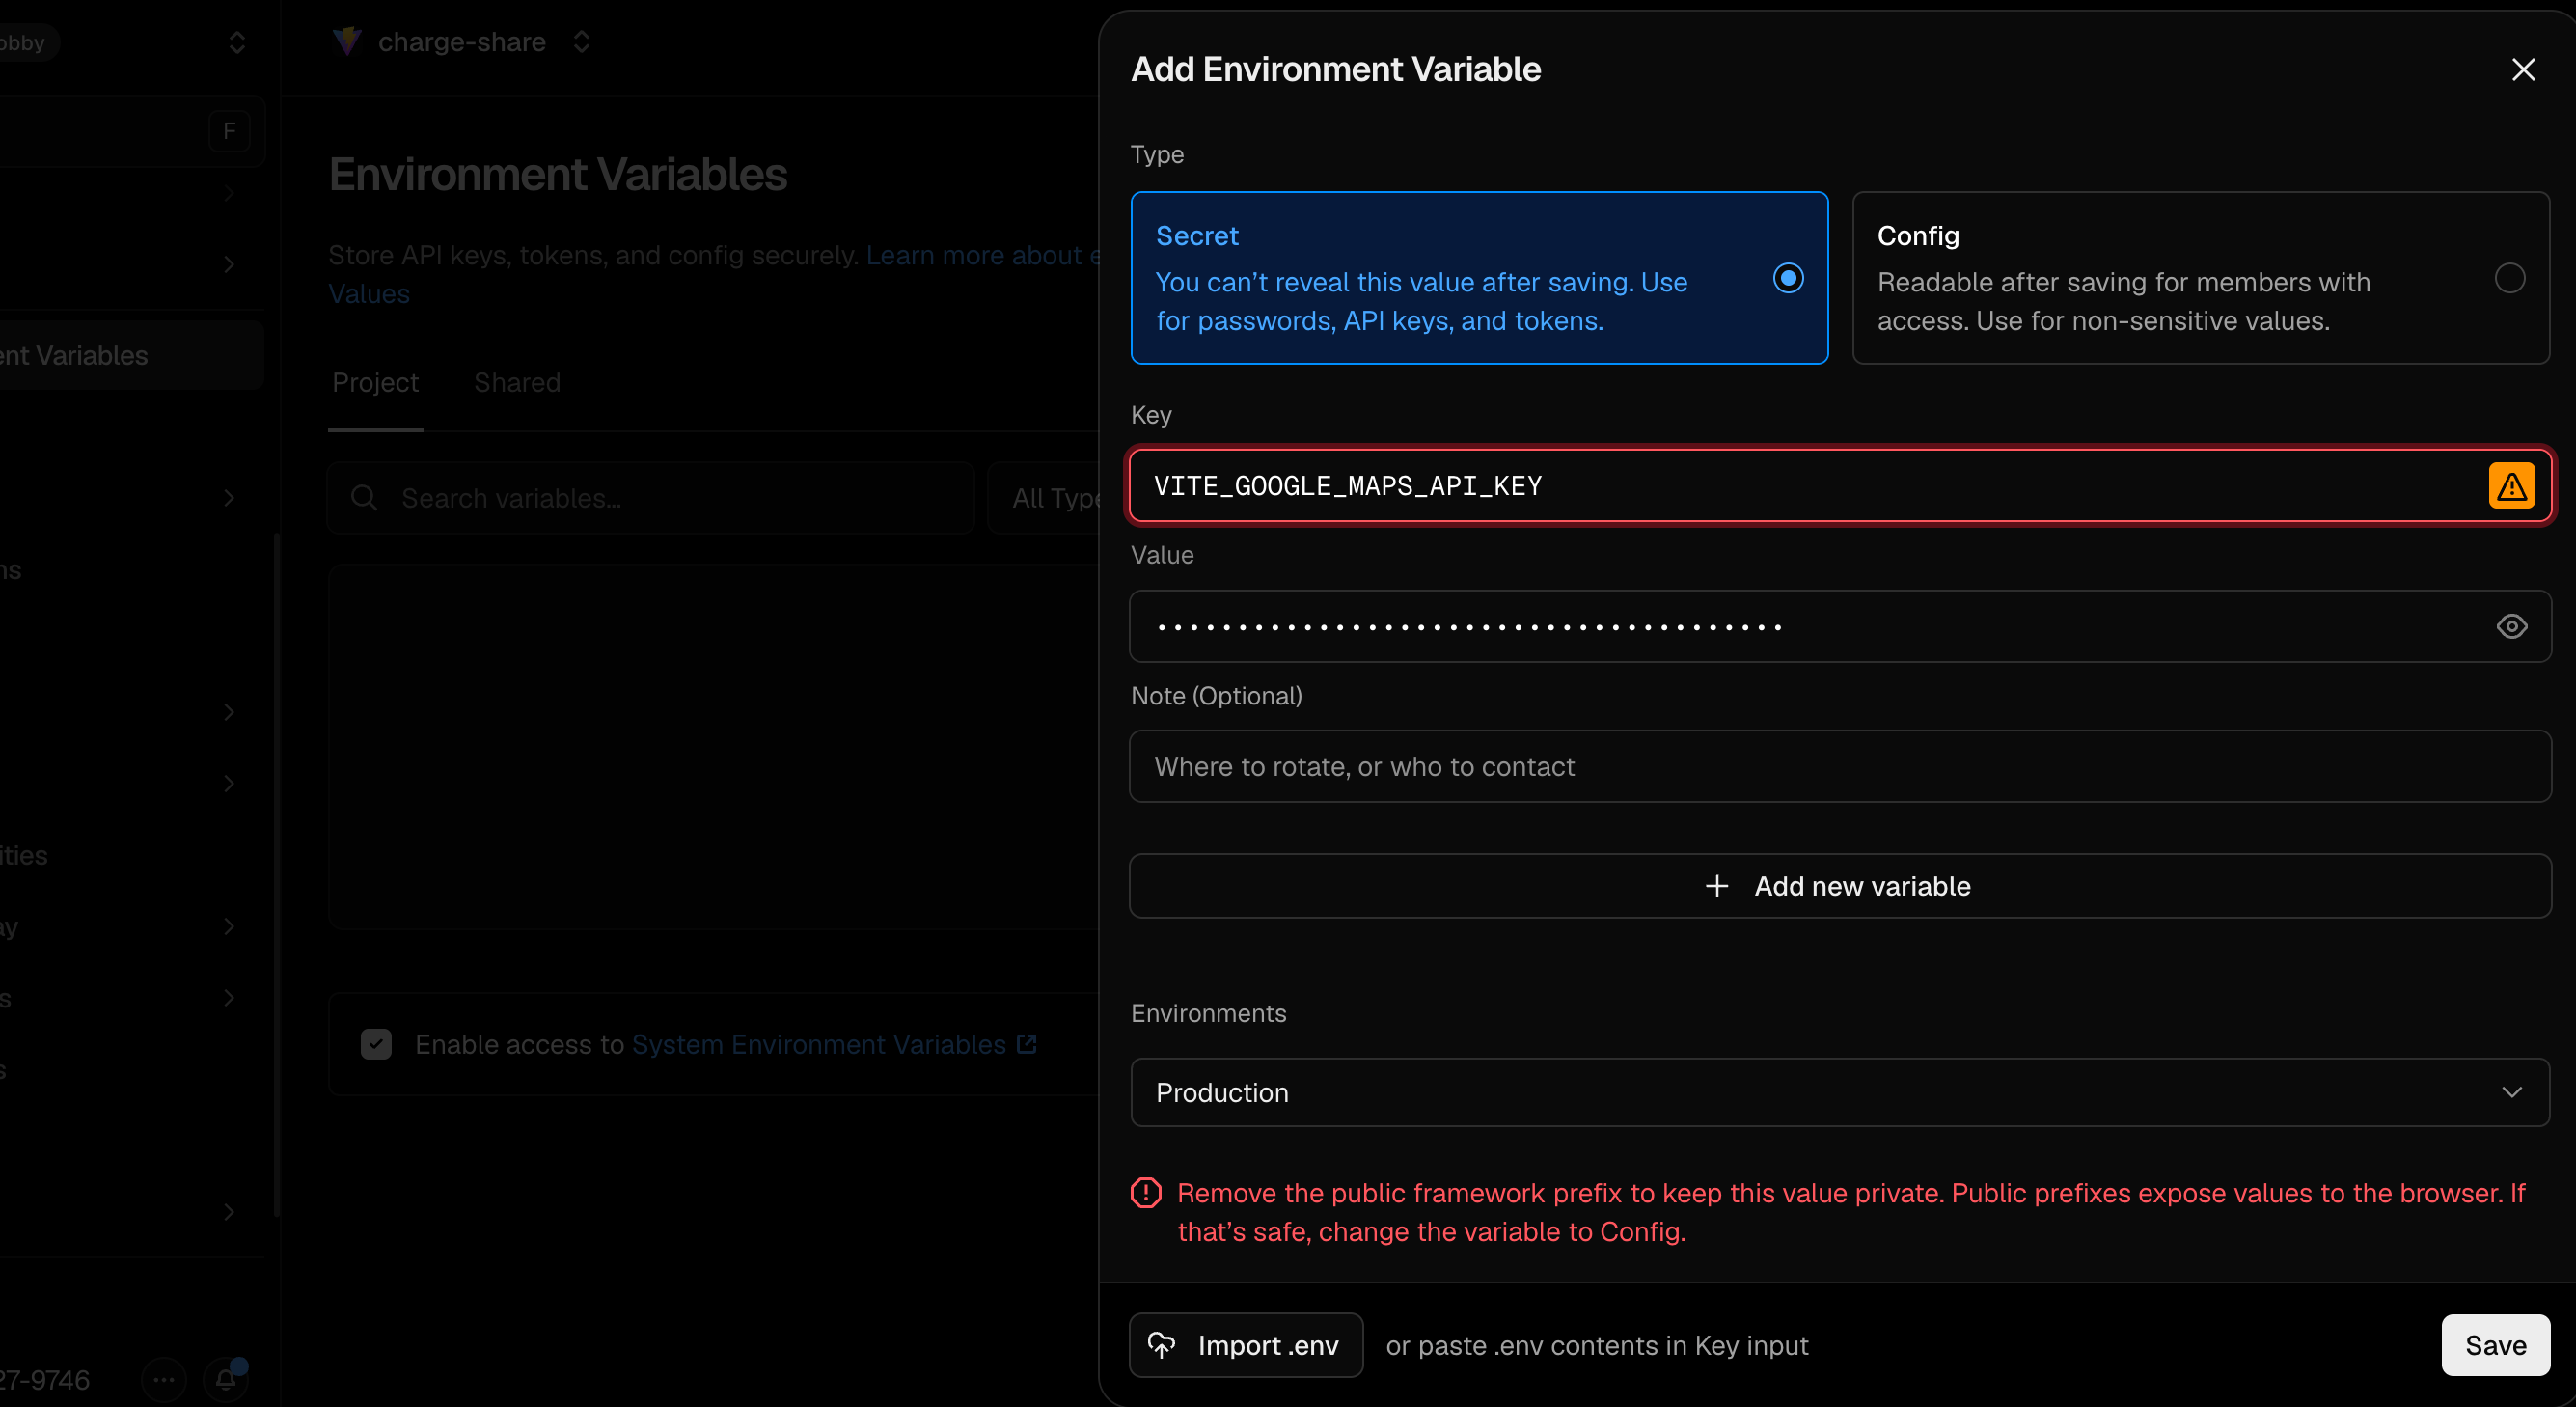 obby
F
ent Variables
ns
ities
ay
s
s
27-9746
charge-share
Environment Variables
Store API keys, tokens, and config securely. Learn more about e
Values
Project
Shared
Search variables...
All Type
Enable access to System Environment Variables
Add Environment Variable
Type
Secret
You can’t reveal this value after saving. Use
for passwords, API keys, and tokens.
Config
Readable after saving for members with
access. Use for non-sensitive values.
Key
VITE_GOOGLE_MAPS_API_KEY
Value
•••••••••••••••••••••••••••••••••••••••
Note (Optional)
Where to rotate, or who to contact
Add new variable
Environments
Production
Remove the public framework prefix to keep this value private. Public prefixes expose values to the browser. If
that’s safe, change the variable to Config.
Import .env
or paste .env contents in Key input
Save